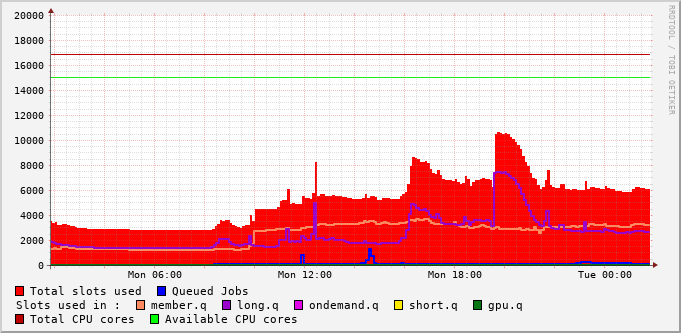 RRDTOOL / TOBI OETIKER
20000
18000
16000
14000
12000
10000
8000
6000
4000
2000
0
Mon 06:00 Mon 12:00 Mon 18:00 Tue 00:00
Total slots used Queued Jobs
Slots used in : member.q long.q ondemand.q short.q gpu.q
Total CPU cores Available CPU cores